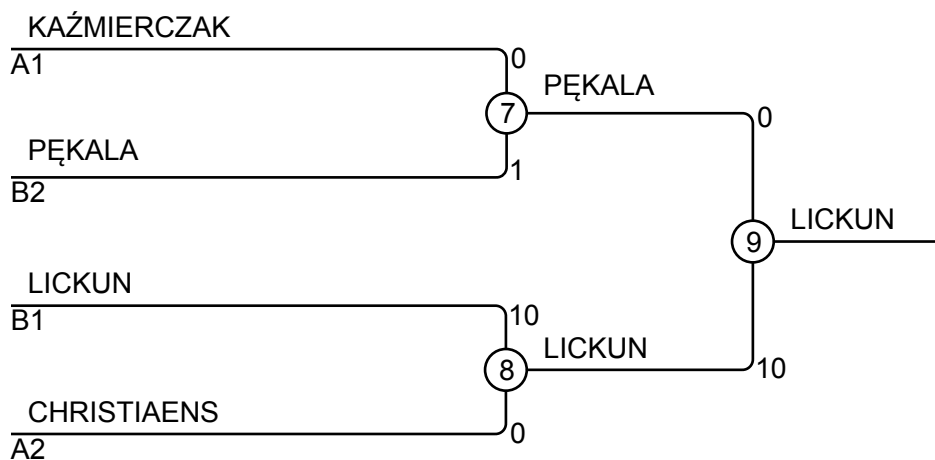 KAŹMIERCZAK
A1
0
7
PĘKALA
0
PĘKALA
B2
1
9
LICKUN
LICKUN
B1
10
8
LICKUN
10
CHRISTIAENS
A2
0